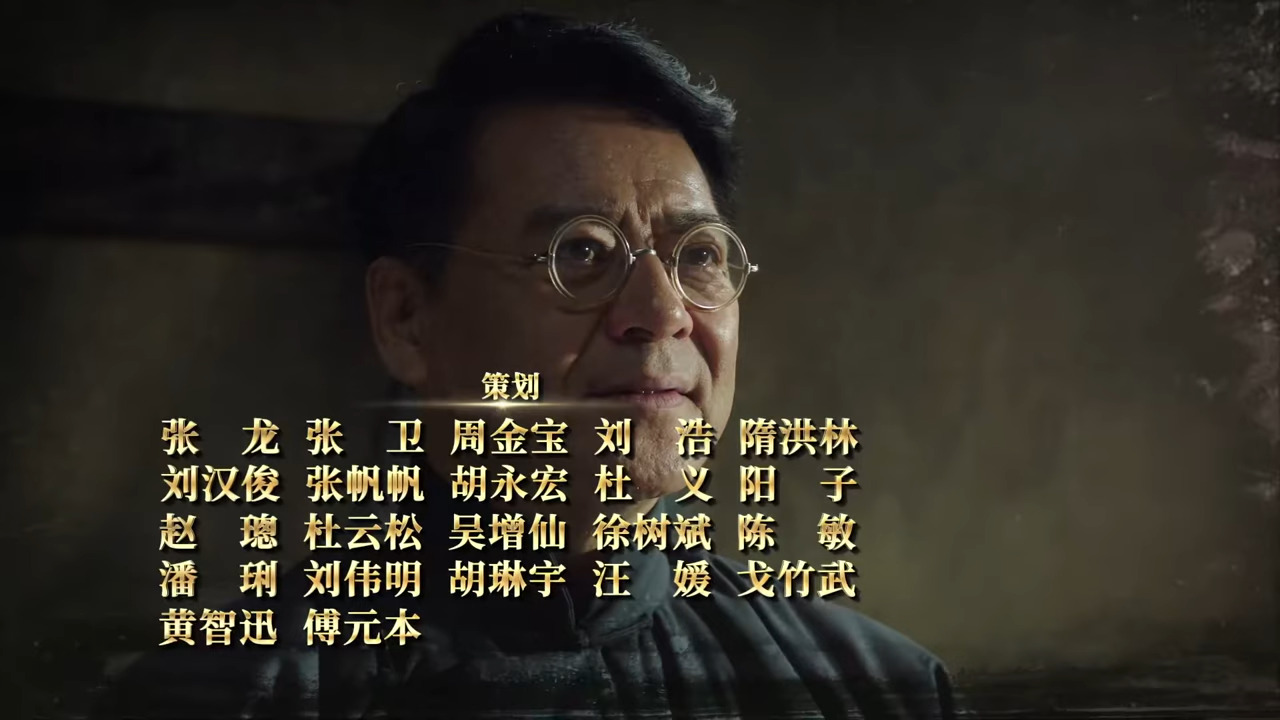 策划
张 龙 张 卫 周金宝 刘 浩 隋洪林
刘汉俊 张帆帆 胡永宏 杜 义 阳 子
赵 璁 杜云松 吴增仙 徐树斌 陈 敏
潘 琍 刘伟明 胡琳宇 汪 媛 戈竹武
黄智迅 傅元本